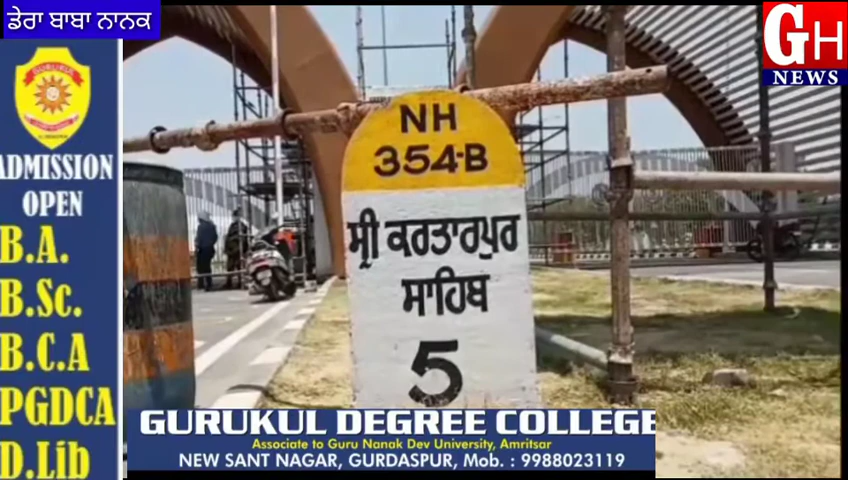 ਡੇਰਾ ਬਾਬਾ ਨਾਨਕ
GH
NEWS
GURUKUL
ADMISSION
OPEN
B.A.
B.Sc.
B.C.A
PGDCA
D.Lib
NH
354-B
ਸ੍ਰੀ ਕਰਤਾਰਪੁਰ
ਸਾਹਿਬ
5
GURUKUL DEGREE COLLEGE
Associate to Guru Nanak Dev University, Amritsar
NEW SANT NAGAR, GURDASPUR, Mob. : 9988023119